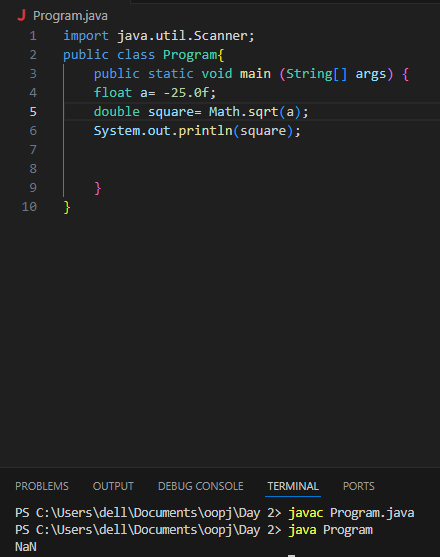 J Program.java
1 import java.util.Scanner;
2 public class Program{
3 public static void main (String[] args) {
4 float a= -25.0f;
5 double square= Math.sqrt(a);
6 System.out.println(square);
7
8
9 }
10 }
PROBLEMS OUTPUT DEBUG CONSOLE TERMINAL PORTS
PS C:\Users\dell\Documents\oopj\Day 2> javac Program.java
PS C:\Users\dell\Documents\oopj\Day 2> java Program
NaN